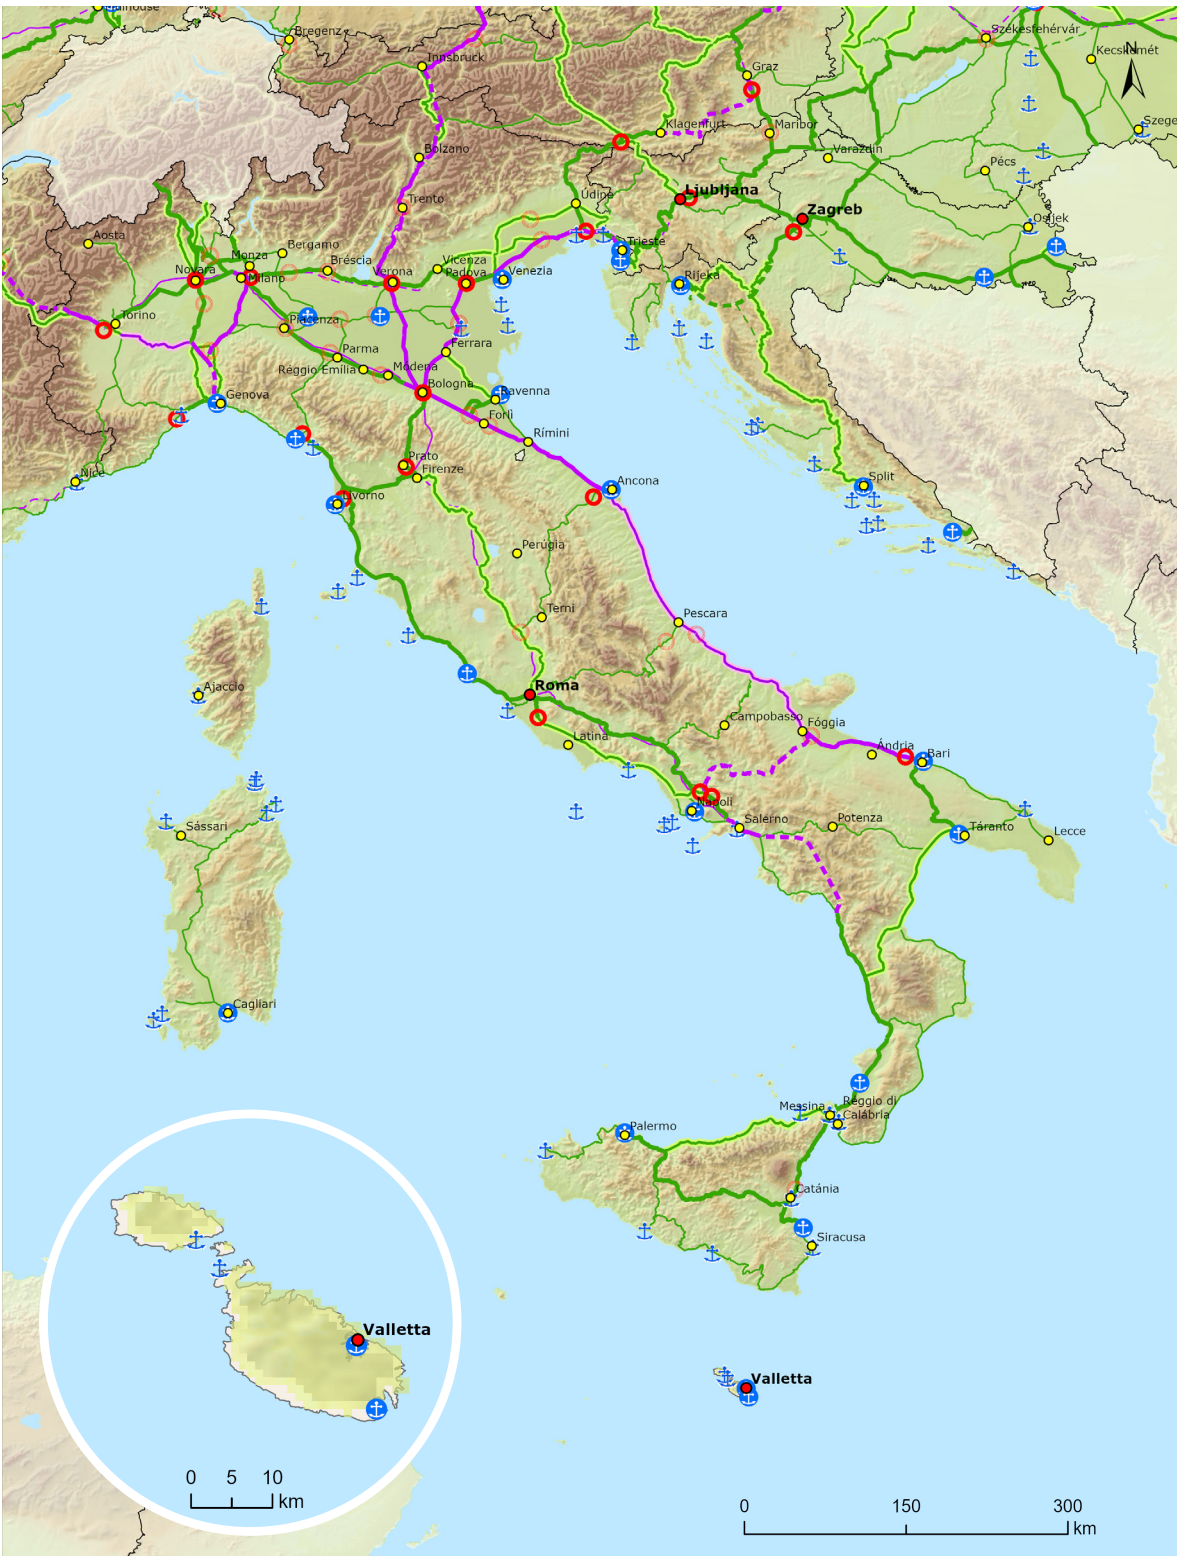 Mulhouse
Bregenz
Székesfehérvár
Kecskemét
N
Innsbruck
Graz
Klagenfurt
Maribor
Szege
Bolzano
Varazdin
Pécs
Trento
Udine
Ljubljana
Zagreb
Osijek
Aosta
Bergamo
Monza
Trieste
Novara
Milano
Bréscia
Verona
Vicenza
Padova
Venezia
Rijeka
Torino
Piacenza
Parma
Ferrara
Réggio Emília
Módena
Genova
Bologna
Ravenna
Forlì
Rímini
Prato
Firenze
Nice
Ancona
Split
Livorno
Perúgia
Terni
Pescara
Ajaccio
Roma
Campobasso
Fóggia
Latina
Ándria
Bari
Napoli
Sássari
Salerno
Potenza
Táranto
Lecce
Cagliari
Messina
Réggio di
Calábria
Palermo
Catánia
Siracusa
Valletta
Valletta
0 5 10
km
0 150 300
km